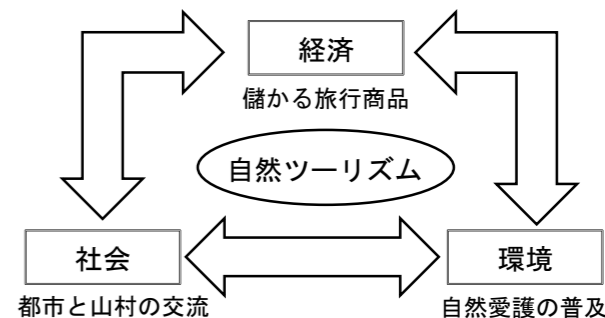 経済
儲かる旅行商品
自然ツーリズム
社会
環境
都市と山村の交流
自然愛護の普及